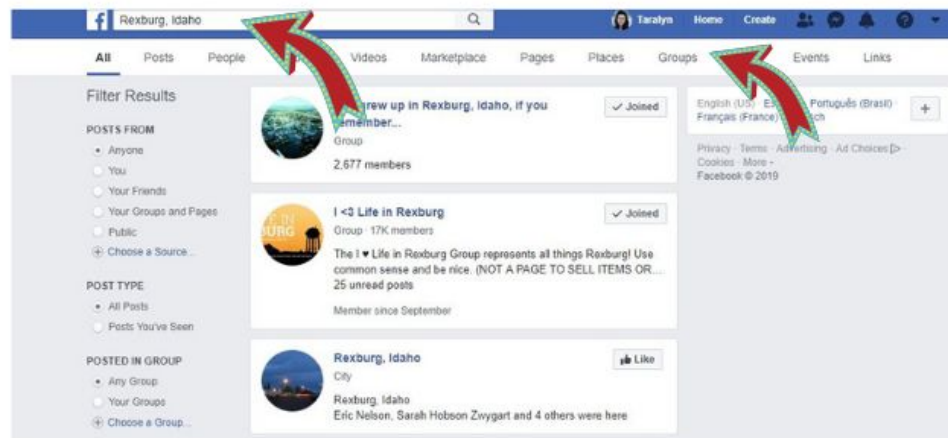 f Rexburg, Idaho Taralyn Home Create
All Posts People Videos Marketplace Pages Places Groups Events Links
Filter Results
POSTS FROM
Anyone
You
Your Friends
Your Groups and Pages
Public
Choose a Source...
POST TYPE
All Posts
Posts You've Seen
POSTED IN GROUP
Any Group
Your Groups
Choose a Group...
grew up in Rexburg, Idaho, if you
remember...
Group
2,677 members
Joined
I <3 Life in Rexburg
Group · 17K members
The I ♥ Life in Rexburg Group represents all things Rexburg! Use
common sense and be nice. (NOT A PAGE TO SELL ITEMS OR...
25 unread posts
Member since September
Joined
Rexburg, Idaho
City
Rexburg, Idaho
Eric Nelson, Sarah Hobson Zwygart and 4 others were here
Like
English (US) · Português (Brasil) ·
Français (France) ·
Privacy · Terms · Advertising · Ad Choices ·
Cookies · More
Facebook © 2019